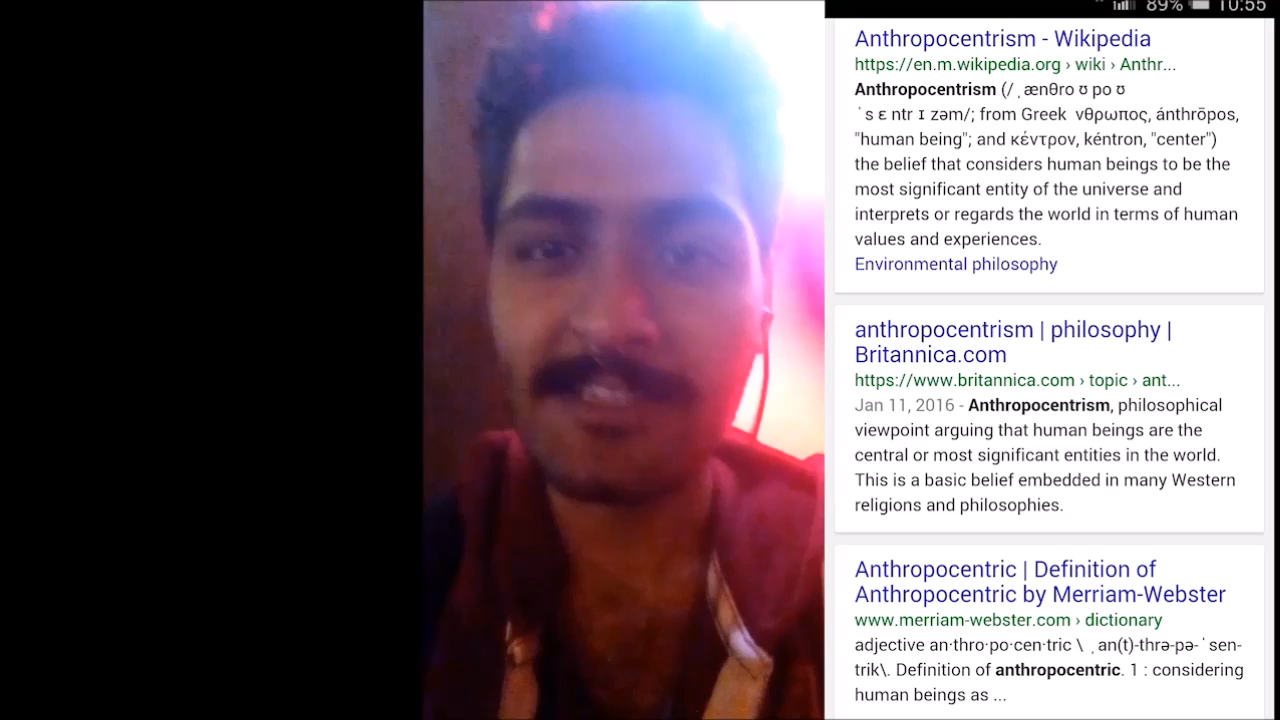 89% 10:55
Anthropocentrism - Wikipedia
https://en.m.wikipedia.org › wiki › Anthr...
Anthropocentrism (/ ˌænθro ʊ po ʊ
ˈs ɛ ntr ɪ zəm/; from Greek νθρωπος, ánthrōpos,
"human being"; and κέντρον, kéntron, "center")
the belief that considers human beings to be the
most significant entity of the universe and
interprets or regards the world in terms of human
values and experiences.
Environmental philosophy
anthropocentrism | philosophy |
Britannica.com
https://www.britannica.com › topic › ant...
Jan 11, 2016 - Anthropocentrism, philosophical
viewpoint arguing that human beings are the
central or most significant entities in the world.
This is a basic belief embedded in many Western
religions and philosophies.
Anthropocentric | Definition of
Anthropocentric by Merriam-Webster
www.merriam-webster.com › dictionary
adjective an·thro·po·cen·tric \ ˌan(t)-thrə-pə-ˈsen-
trik\. Definition of anthropocentric. 1 : considering
human beings as ...